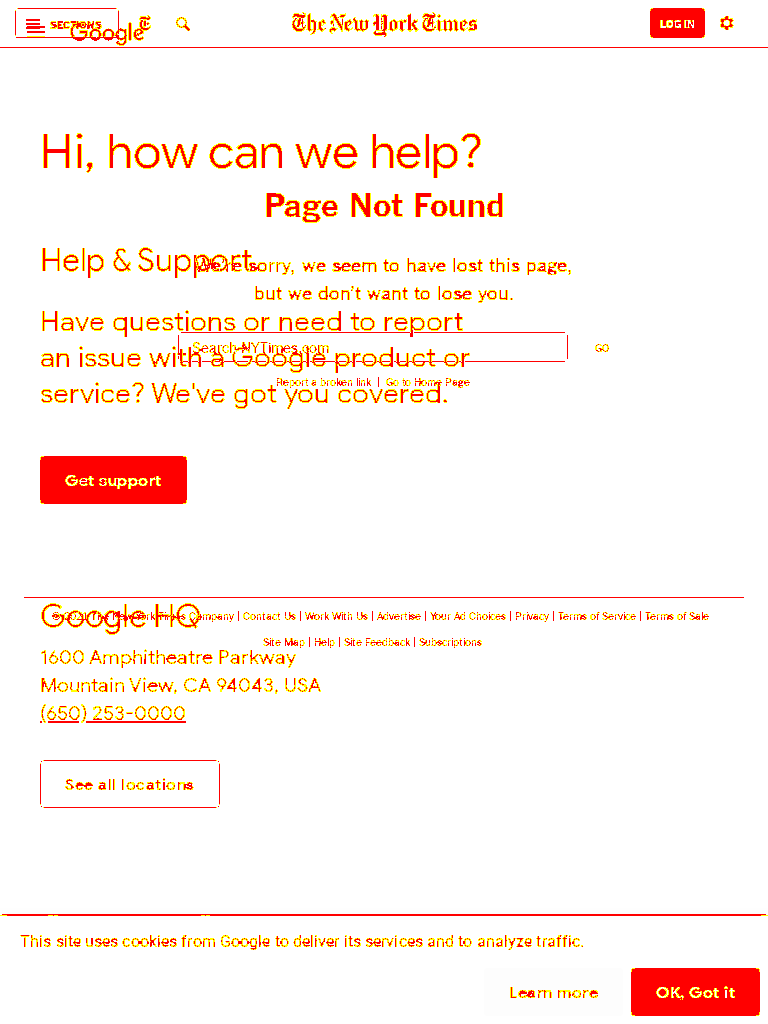 SECTIONS
Google
The New York Times
LOG IN
Hi, how can we help?
Page Not Found
Help & Support
We're sorry, we seem to have lost this page,
but we don't want to lose you.
Have questions or need to report
an issue with a Google product or
service? We've got you covered.
Search NYTimes.com
GO
Report a broken link | Go to Home Page
Get support
Google HQ
The New York Times Company | Contact Us | Work With Us | Advertise | Your Ad Choices | Privacy | Terms of Service | Terms of Sale
Site Map | Help | Site Feedback | Subscriptions
1600 Amphitheatre Parkway
Mountain View, CA 94043, USA
(650) 253-0000
See all locations
This site uses cookies from Google to deliver its services and to analyze traffic.
Learn more
OK, Got it